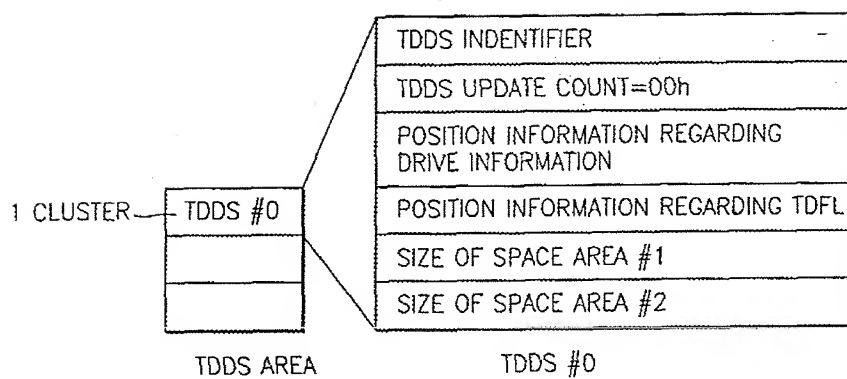 TDDS INDENTIFIER
TDDS UPDATE COUNT=00h
POSITION INFORMATION REGARDING
DRIVE INFORMATION
1 CLUSTER
TDDS #0
POSITION INFORMATION REGARDING TDFL
SIZE OF SPACE AREA #1
SIZE OF SPACE AREA #2
TDDS AREA
TDDS #0